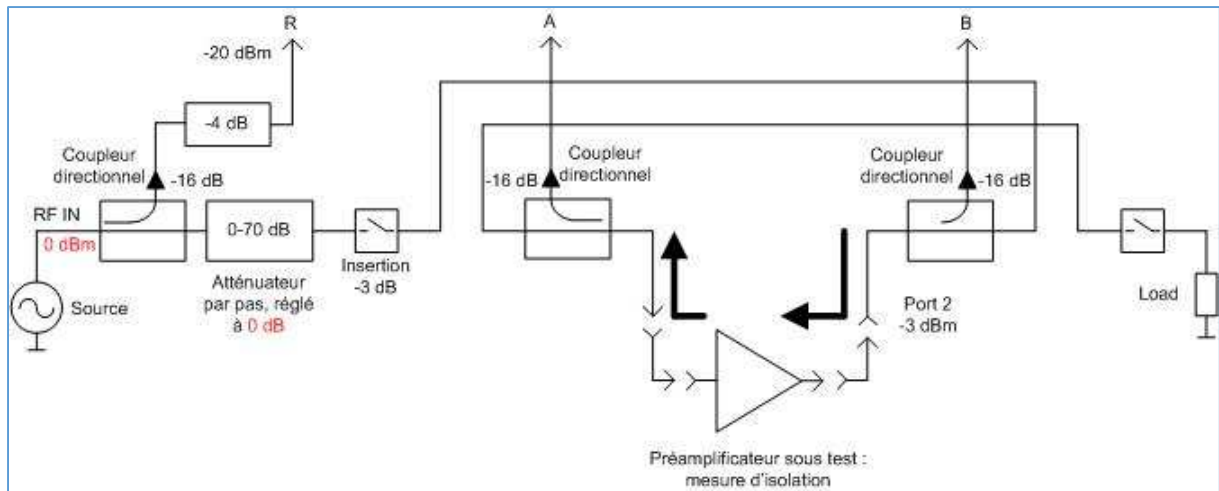 R
A
B
-20 dBm
-4 dB
Coupleur
directionnel
-16 dB
Coupleur
directionnel
-16 dB
Coupleur
directionnel
-16 dB
RF IN
0 dBm
0-70 dB
Insertion
-3 dB
Atténuateur
par pas, réglé
à 0 dB
Source
Port 2
-3 dBm
Load
Préamplificateur sous test :
mesure d'isolation